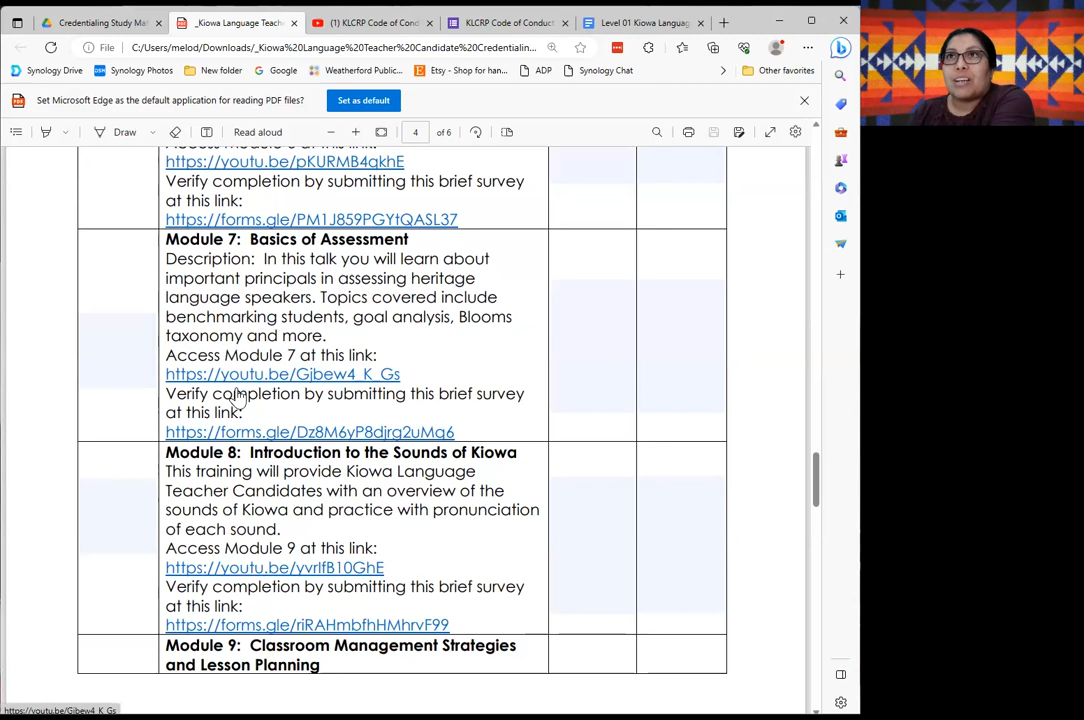 Credentialing Study Mat
_Kiowa Language Teache
(1) KLCRP Code of Cond
KLCRP Code of Conduct
Level 01 Kiowa Languag
File
C:/Users/melod/Downloads/_Kiowa%20Language%20Teacher%20Candidate%20Credentialin...
Synology Drive
DSM
Synology Photos
New folder
Google
Weatherford Public...
Etsy - Shop for han...
ADP
Synology Chat
Other favorites
Set Microsoft Edge as the default application for reading PDF files?
Set as default
Draw
Read aloud
4
of 6
https://youtu.be/pKURMB4qkhE
Verify completion by submitting this brief survey
at this link:
https://forms.gle/PM1J859PGYtQASL37
Module 7: Basics of Assessment
Description: In this talk you will learn about
important principals in assessing heritage
language speakers. Topics covered include
benchmarking students, goal analysis, Blooms
taxonomy and more.
Access Module 7 at this link:
https://youtu.be/Gjbew4_K_Gs
Verify completion by submitting this brief survey
at this link:
https://forms.gle/Dz8M6yP8djrg2uMq6
Module 8: Introduction to the Sounds of Kiowa
This training will provide Kiowa Language
Teacher Candidates with an overview of the
sounds of Kiowa and practice with pronunciation
of each sound.
Access Module 9 at this link:
https://youtu.be/yvrIfB10GhE
Verify completion by submitting this brief survey
at this link:
https://forms.gle/riRAHmbfhHMhrvF99
Module 9: Classroom Management Strategies
and Lesson Planning
https://youtu.be/Gjbew4_K_Gs